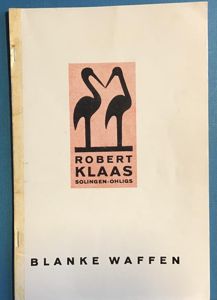 ROBERT
KLAAS
SOLINGEN-OHLIGS
BLANKE WAFFEN